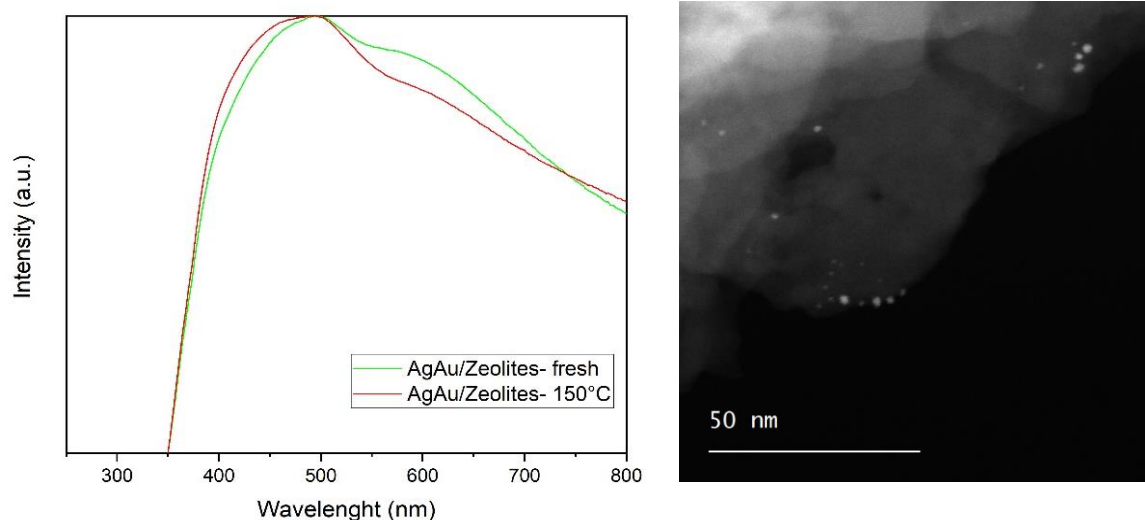 Intensity (a.u.)
AgAu/Zeolites- fresh
AgAu/Zeolites- 150°C
300 400 500 600 700 800
Wavelenght (nm)
50 nm